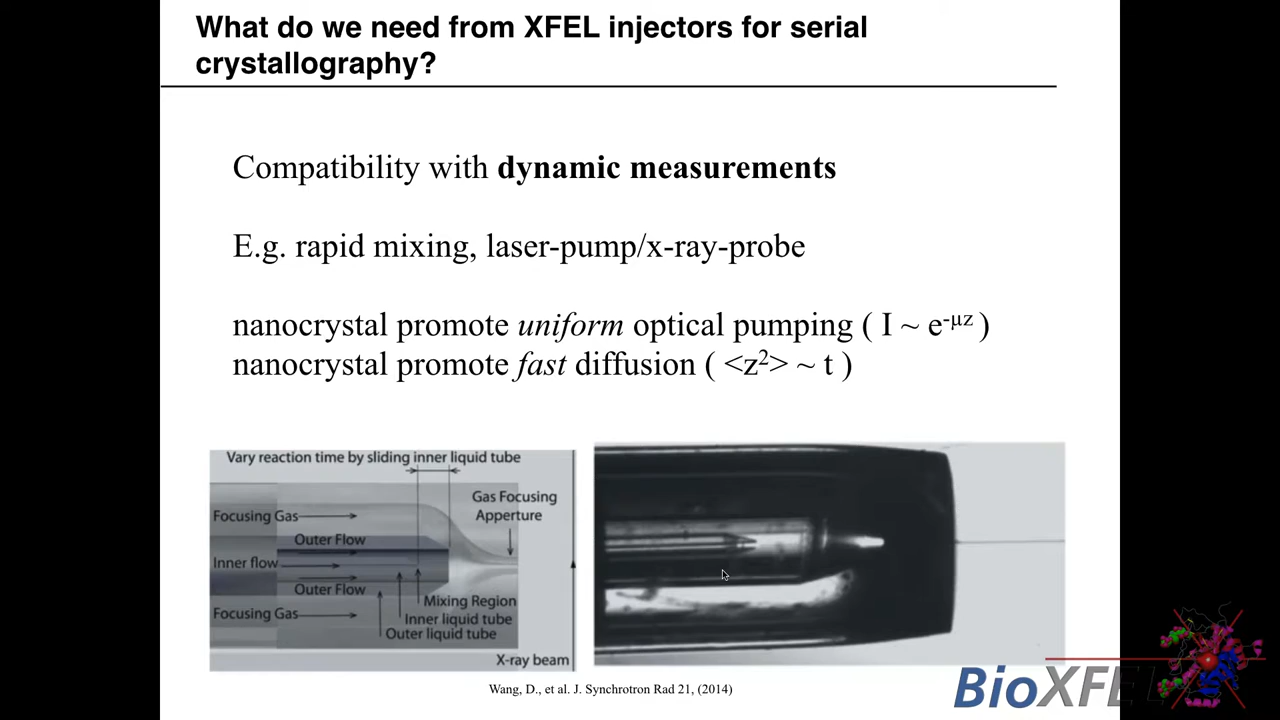 What do we need from XFEL injectors for serial
crystallography?
Compatibility with dynamic measurements
E.g. rapid mixing, laser-pump/x-ray-probe
nanocrystal promote uniform optical pumping ( I ~ e-μz )
nanocrystal promote fast diffusion ( <z2> ~ t )
Vary reaction time by sliding inner liquid tube
Gas Focusing
Apperture
Focusing Gas
Outer Flow
Inner flow
Outer Flow
Mixing Region
Focusing Gas
Inner liquid tube
Outer liquid tube
X-ray beam
Wang, D., et al. J. Synchrotron Rad 21, (2014)
BioXFEL